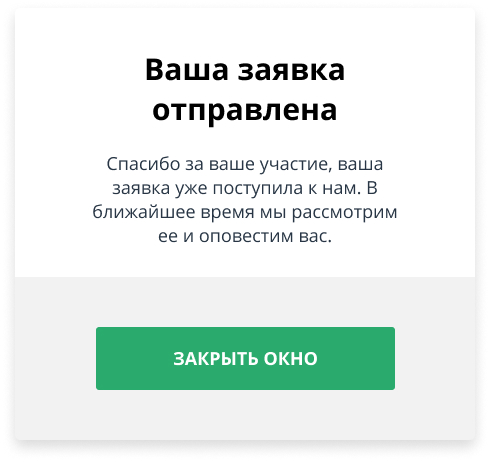 Ваша заявка
отправлена
Спасибо за ваше участие, ваша
заявка уже поступила к нам. В
ближайшее время мы рассмотрим
ее и оповестим вас.
ЗАКРЫТЬ ОКНО